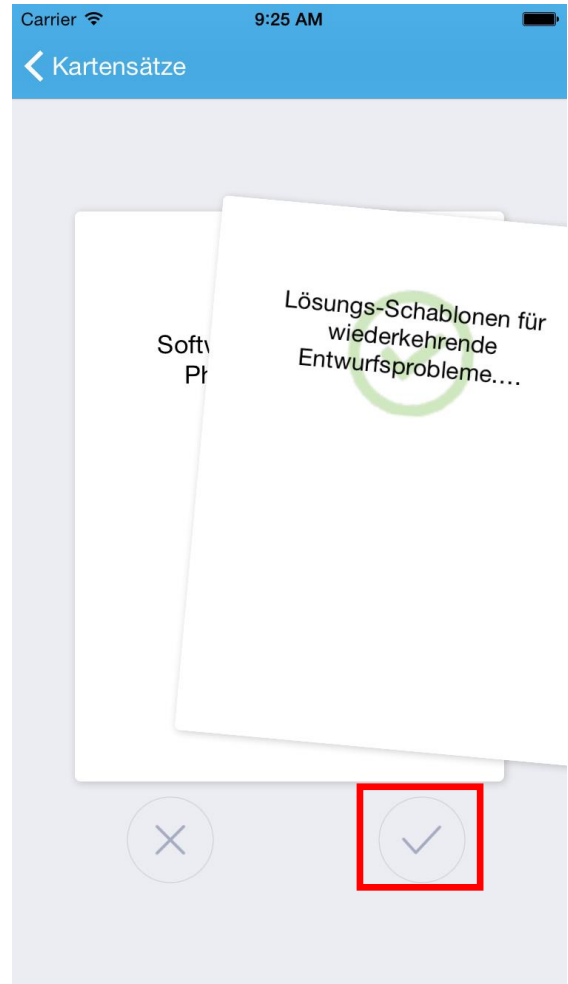 Carrier 9:25 AM
Kartensätze
Lösungs-Schablonen für
wiederkehrende
Entwurfsprobleme....